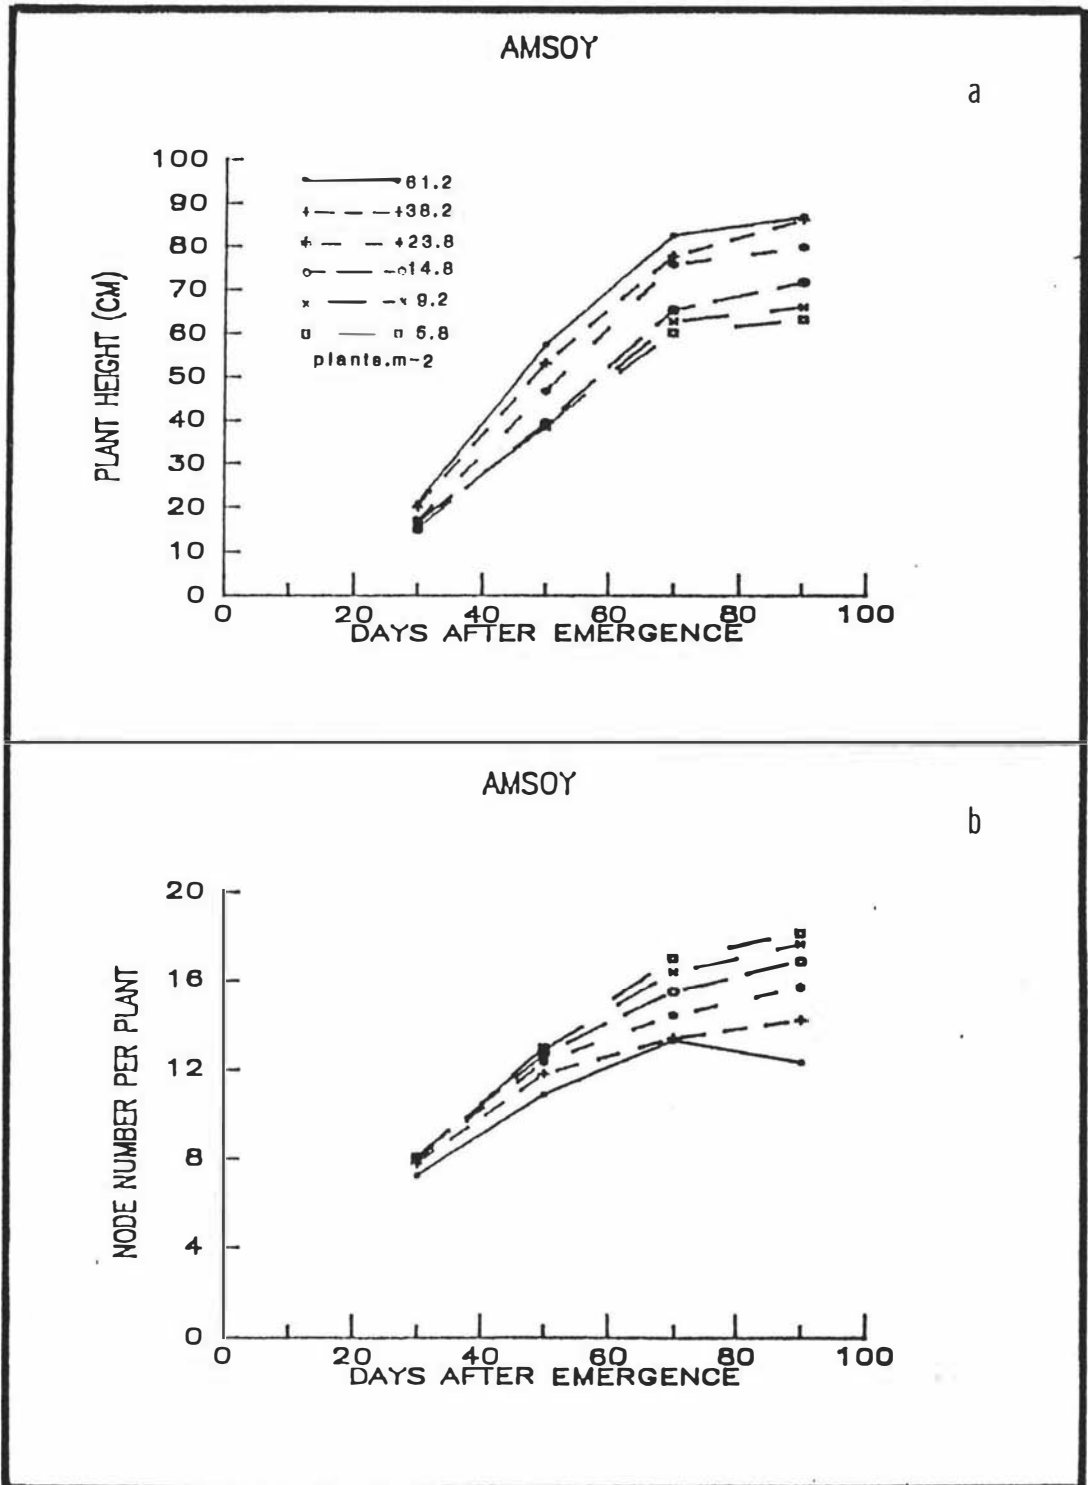 AMSOY
a
100
90
80
70
60
50
40
30
20
10
0
PLANT HEIGHT (CM)
61.2
38.2
23.8
14.8
9.2
5.8
plants.m-2
0 20 40 60 80 100
DAYS AFTER EMERGENCE
AMSOY
b
20
16
12
8
4
0
NODE NUMBER PER PLANT
0 20 40 60 80 100
DAYS AFTER EMERGENCE